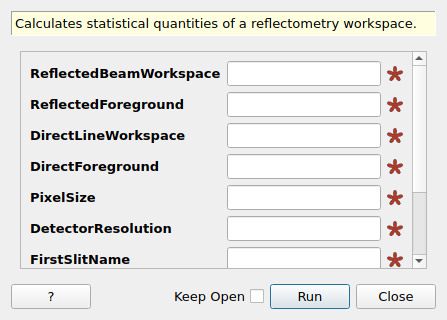 Calculates statistical quantities of a reflectometry workspace.
ReflectedBeamWorkspace
ReflectedForeground
DirectLineWorkspace
DirectForeground
PixelSize
DetectorResolution
FirstSlitName
? Keep Open Run Close